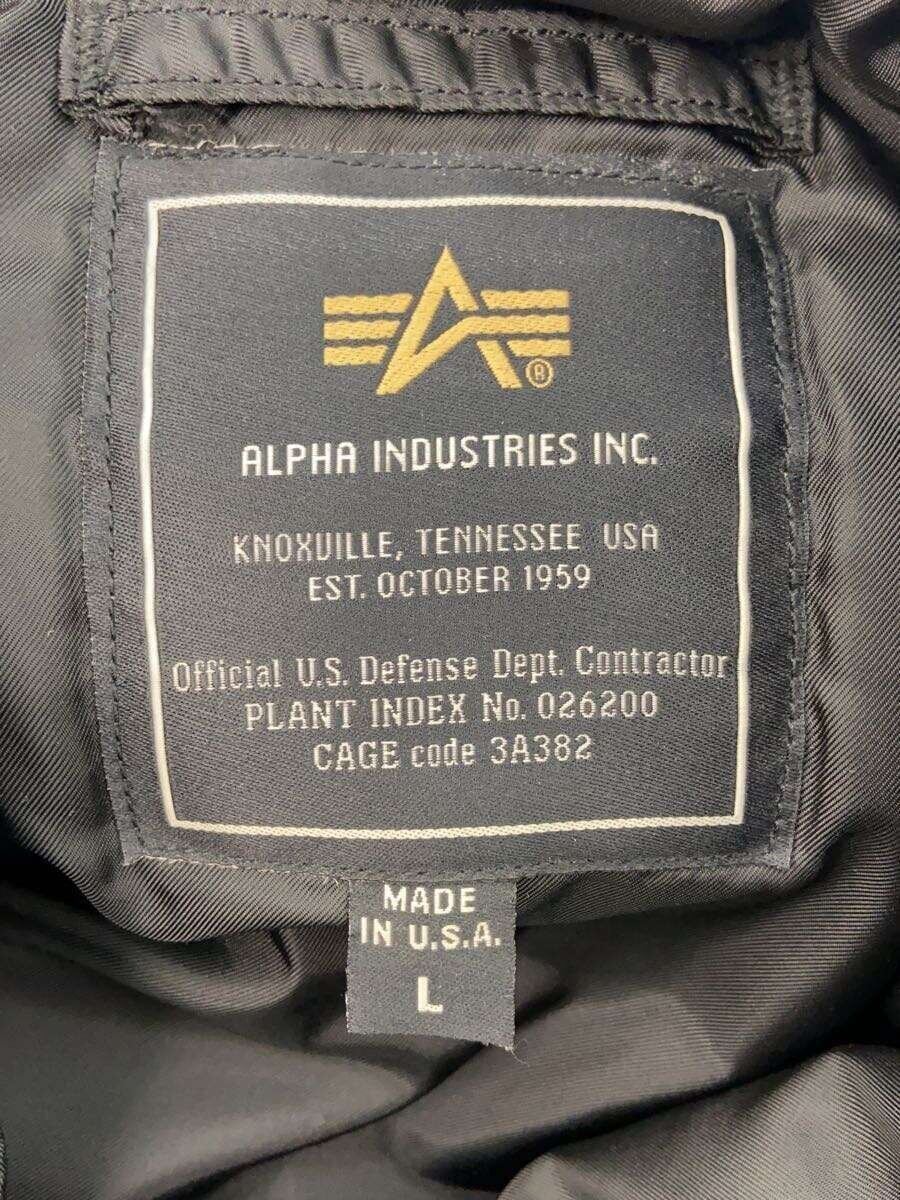 ®
ALPHA INDUSTRIES INC.
KNOXVILLE, TENNESSEE USA
EST. OCTOBER 1959
Official U.S. Defense Dept. Contractor
PLANT INDEX No. 026200
CAGE code 3A382
MADE
IN U.S.A.
L